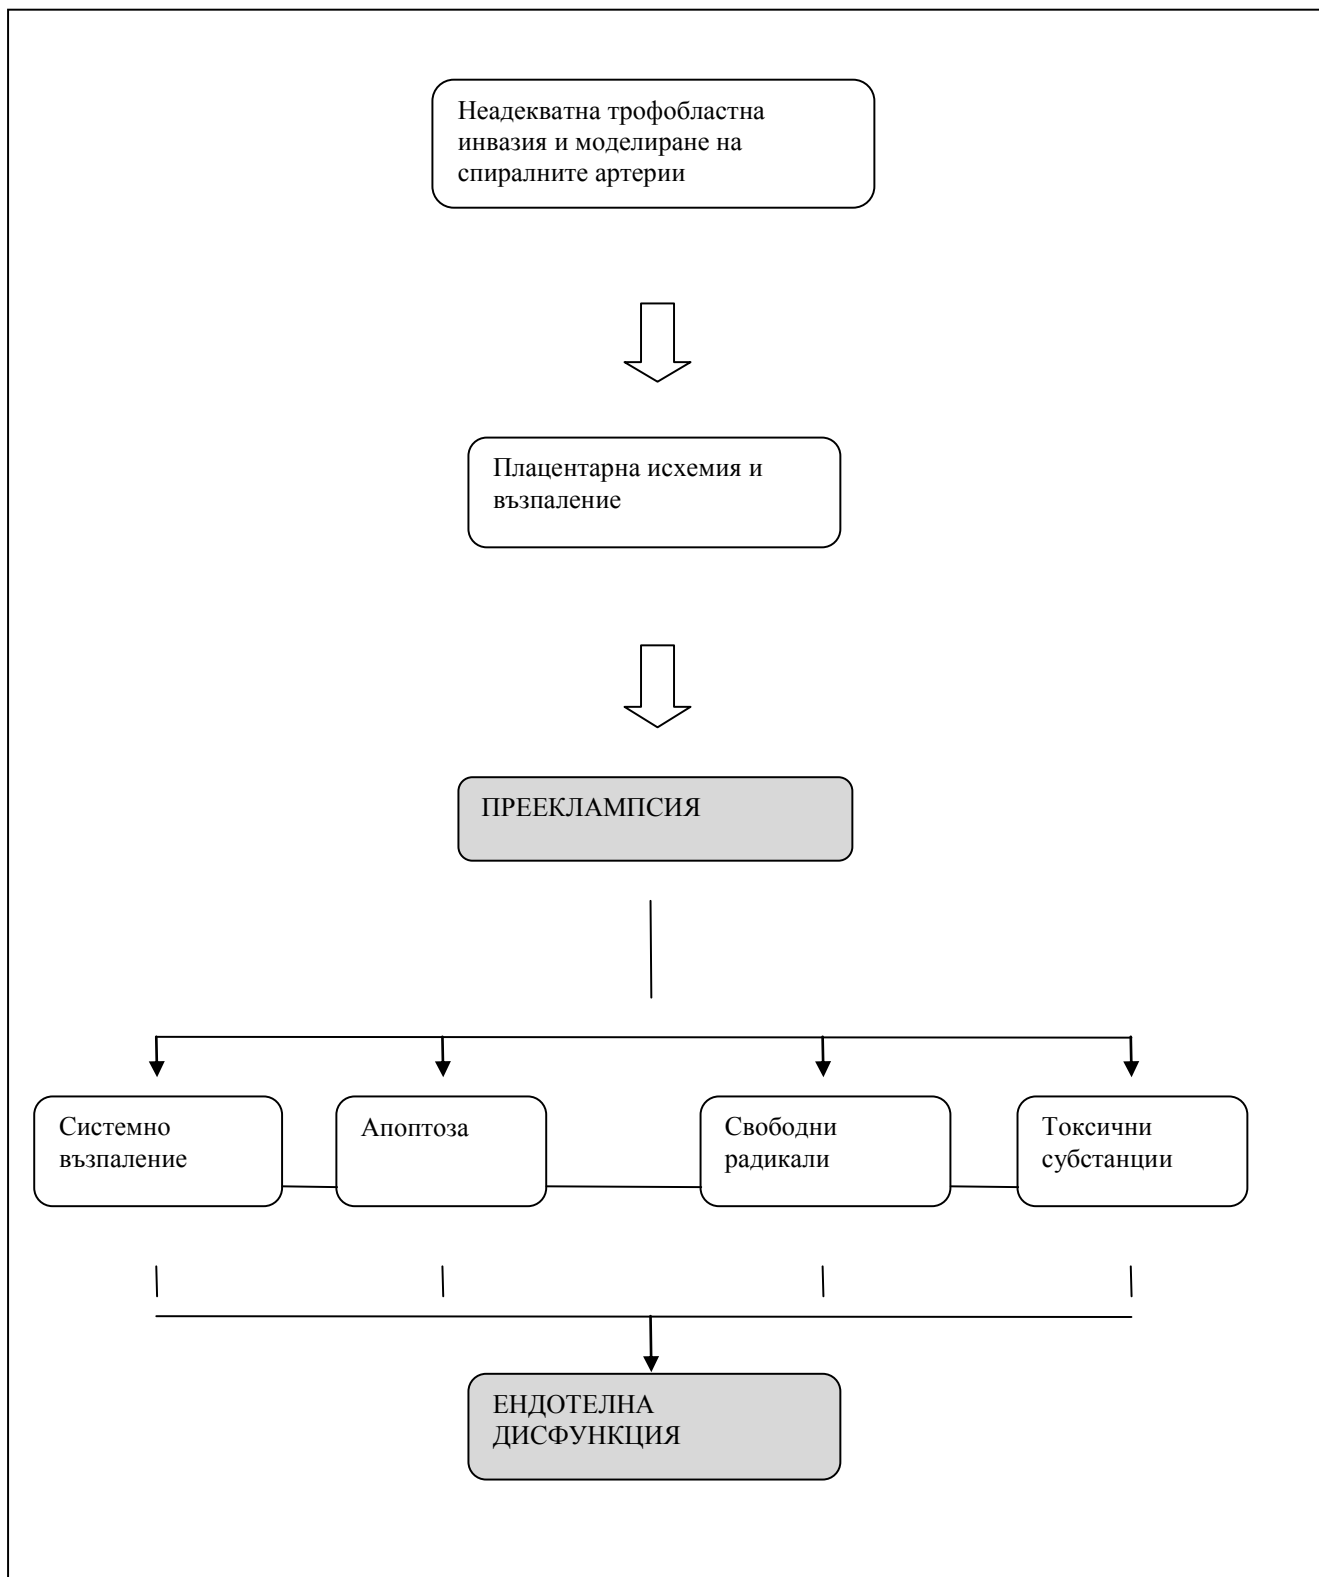 Неадекватна трофобластна
инвазия и моделиране на
спиралните артерии
Плацентарна исхемия и
възпаление
ПРЕЕКЛАМПСИЯ
Системно
възпаление
Апоптоза
Свободни
радикали
Токсични
субстанции
ЕНДОТЕЛНА
ДИСФУНКЦИЯ